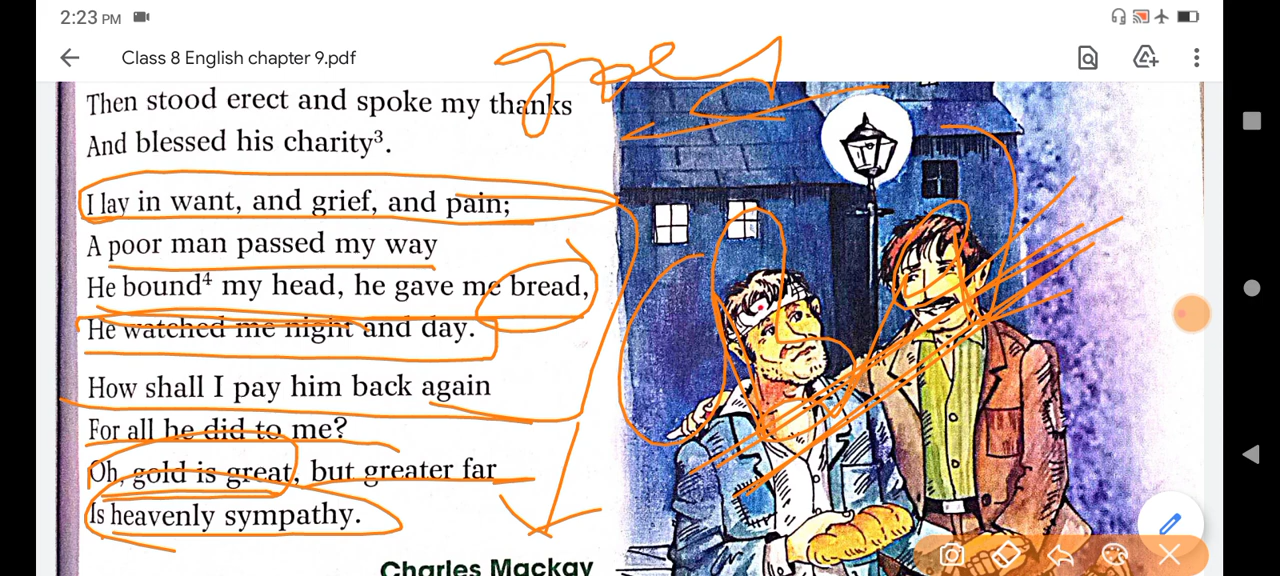 2:23 PM
Class 8 English chapter 9.pdf
goes
Then stood erect and spoke my thanks
And blessed his charity³.
I lay in want, and grief, and pain;
A poor man passed my way
He bound⁴ my head, he gave me bread,
He watched me night and day.
How shall I pay him back again
For all he did to me?
Oh, gold is great, but greater far
Is heavenly sympathy.
Charles Mackay